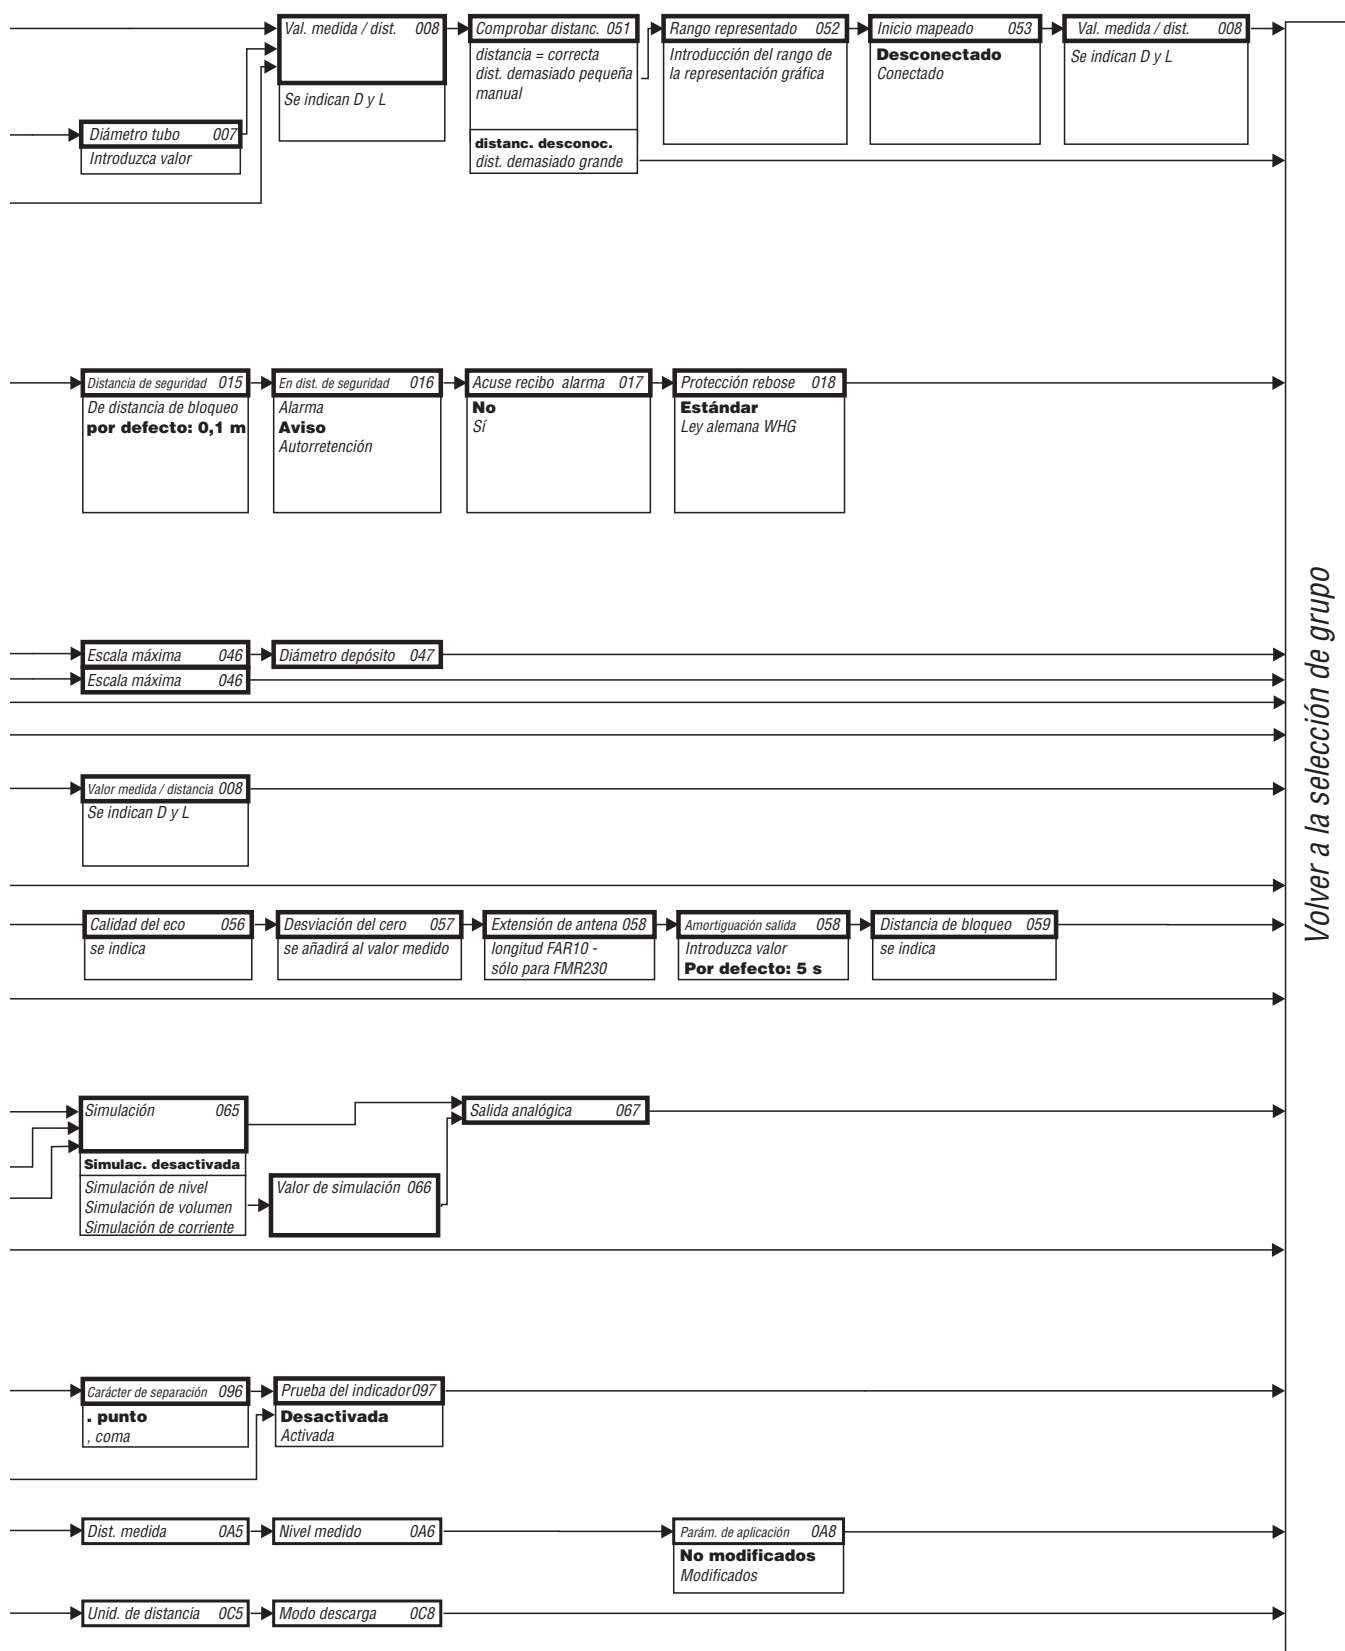 Val. medida / dist. 008
Se indican D y L
Comprobar distanc. 051
distancia = correcta
dist. demasiado pequeña
manual
distanc. desconoc.
dist. demasiado grande
Rango representado 052
Introducción del rango de
la representación gráfica
Inicio mapeado 053
Desconectado
Conectado
Val. medida / dist. 008
Se indican D y L
Diámetro tubo 007
Introduzca valor
Distancia de seguridad 015
De distancia de bloqueo
por defecto: 0,1 m
En dist. de seguridad 016
Alarma
Aviso
Autorretención
Acuse recibo alarma 017
No
Sí
Protección rebose 018
Estándar
Ley alemana WHG
Escala máxima 046
Diámetro depósito 047
Escala máxima 046
Valor medida / distancia 008
Se indican D y L
Calidad del eco 056
se indica
Desviación del cero 057
se añadirá al valor medido
Extensión de antena 058
longitud FAR10 -
sólo para FMR230
Amortiguación salida 058
Introduzca valor
Por defecto: 5 s
Distancia de bloqueo 059
se indica
Simulación 065
Simulac. desactivada
Simulación de nivel
Simulación de volumen
Simulación de corriente
Valor de simulación 066
Salida analógica 067
Carácter de separación 096
. punto
, coma
Prueba del indicador097
Desactivada
Activada
Dist. medida 0A5
Nivel medido 0A6
Parám. de aplicación 0A8
No modificados
Modificados
Unid. de distancia 0C5
Modo descarga 0C8
Volver a la selección de grupo